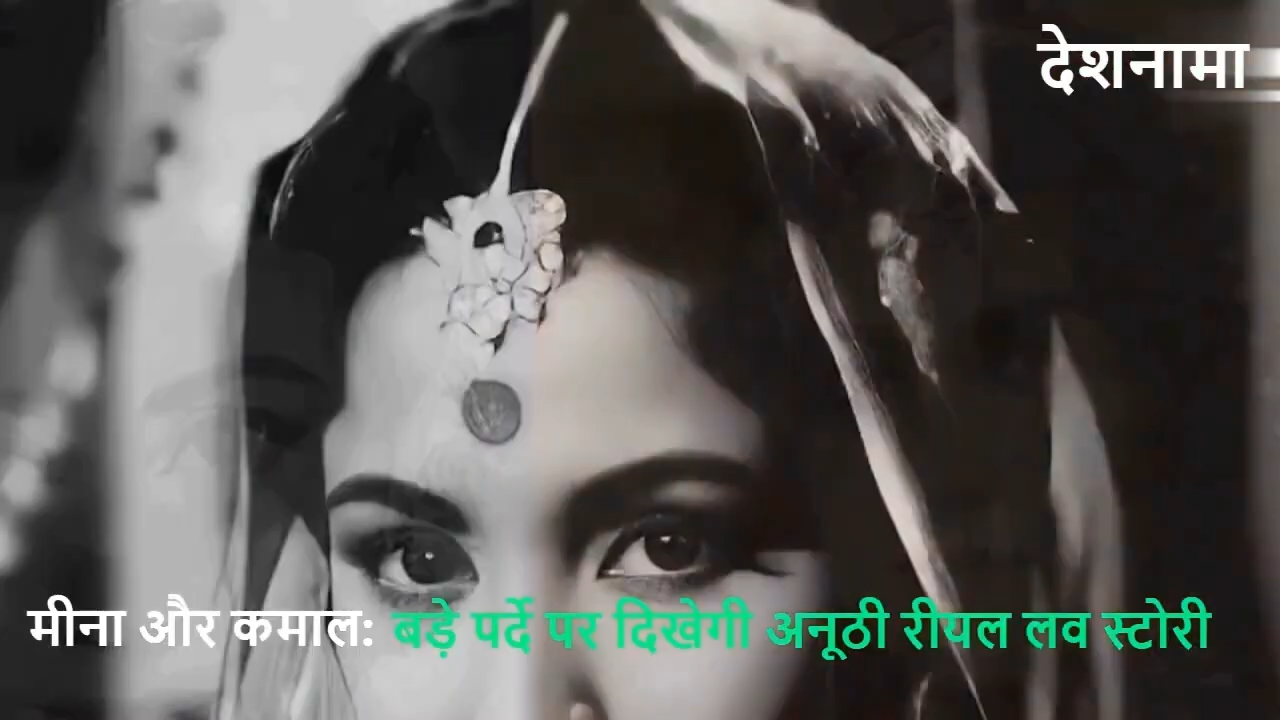 देशनामा
मीना और कमाल: बड़े पर्दे पर दिखेगी अनूठी रीयल लव स्टोरी